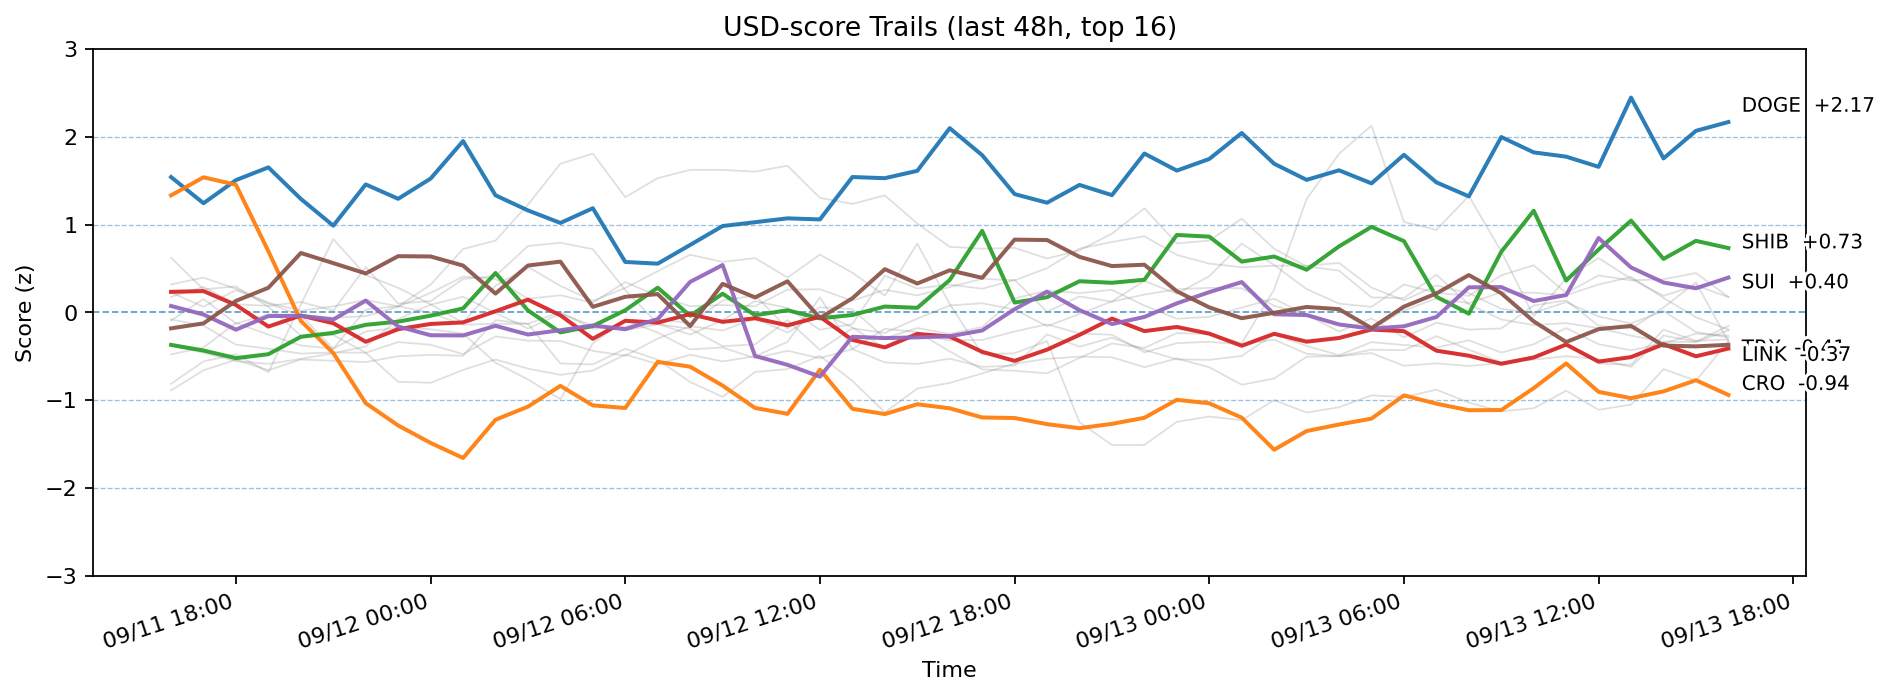 USD-score Trails (last 48h, top 16)
Score (z)
3
2
1
0
−1
−2
−3
DOGE +2.17
SHIB +0.73
SUI +0.40
LINK -0.37
CRO -0.94
09/11 18:00
09/12 00:00
09/12 06:00
09/12 12:00
09/12 18:00
09/13 00:00
09/13 06:00
09/13 12:00
09/13 18:00
Time